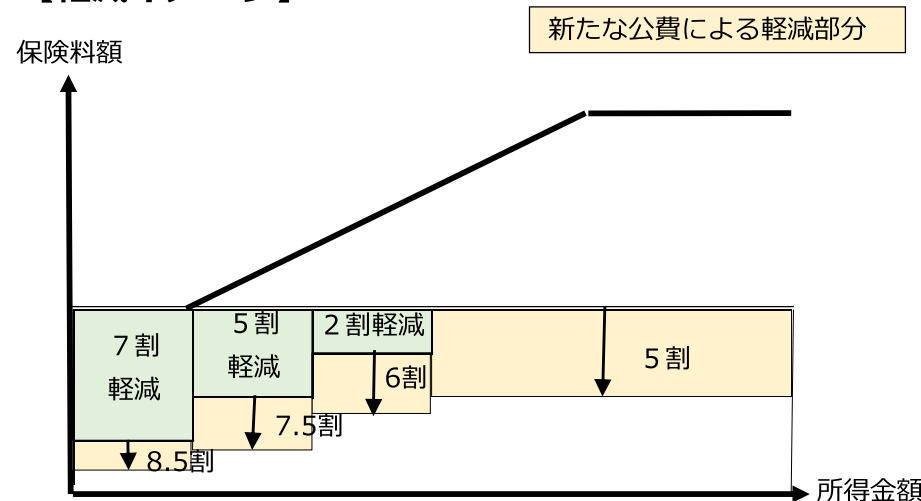 新たな公費による軽減部分
保険料額
7割
軽減
5割
軽減
2割軽減
5割
6割
7.5割
8.5割
所得金額